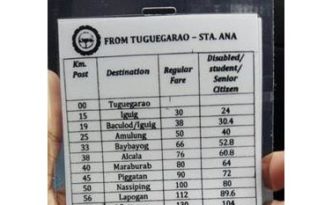 FROM TUGUEGARAO – STA. ANA
Km. Post Destination Regular Fare Disabled/ student/ Senior Citizen
00 Tuguegarao
15 Iguig 30 24
19 Baculod/Iguig 38 30.4
25 Amulung 50 40
33 Baybayog 66 52.8
38 Alcala 76 60.8
40 Maraburab 80 64
45 Piggatan 90 72
50 Nassiping 100 80
56 Lapogan 112 89.6
130 104